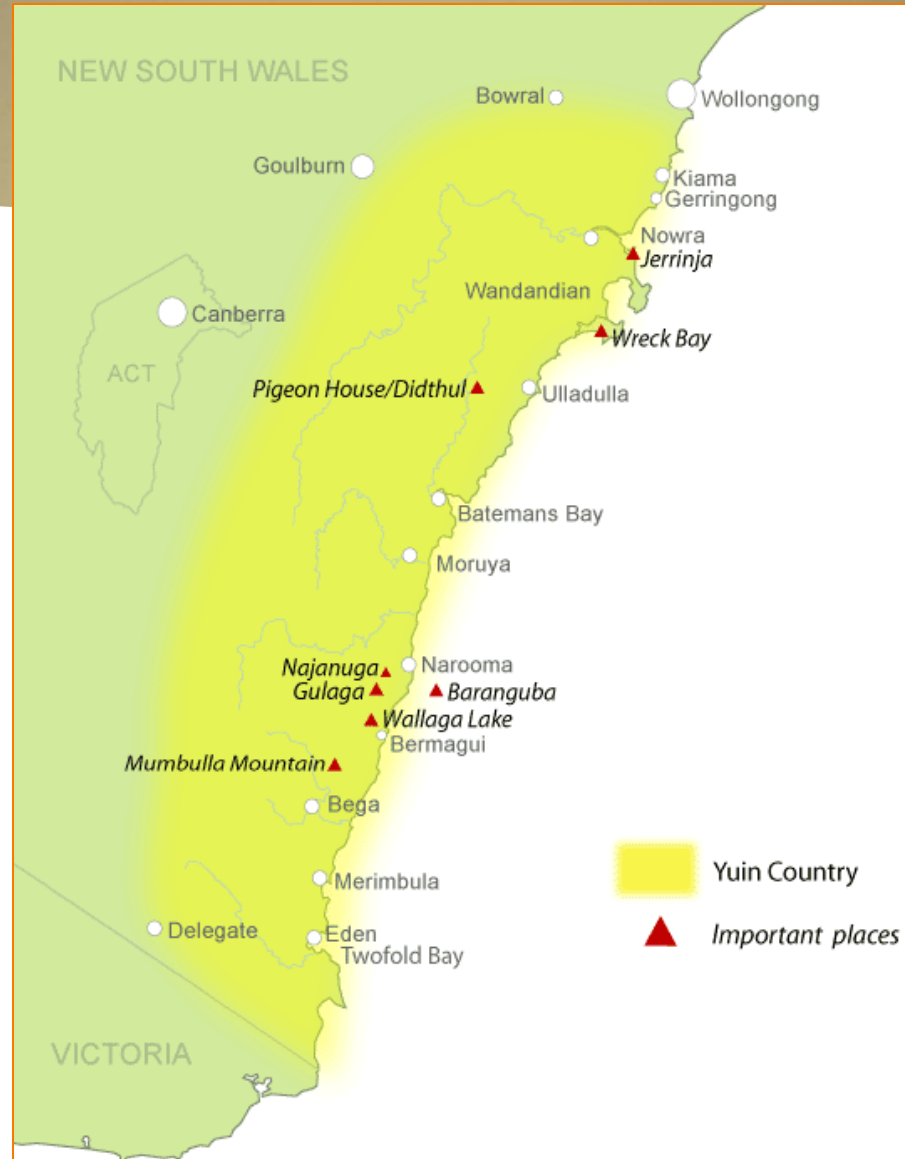 NEW SOUTH WALES
Bowral
Wollongong
Goulburn
Kiama
Gerringong
Nowra
Jerrinja
Wandandian
Canberra
Wreck Bay
ACT
Pigeon House/Didthul
Ulladulla
Batemans Bay
Moruya
Najanuga
Narooma
Gulaga
Baranguba
Wallaga Lake
Bermagui
Mumbulla Mountain
Bega
Yuin Country
Merimbula
Delegate
Eden
Important places
Twofold Bay
VICTORIA